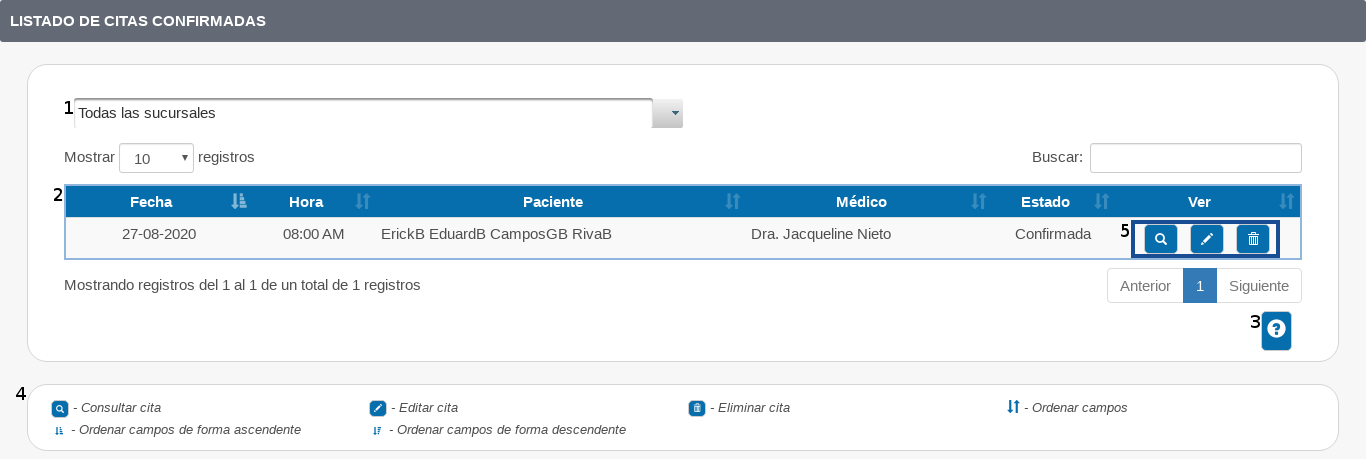 LISTADO DE CITAS CONFIRMADAS
1 Todas las sucursales
Mostrar 10 registros Buscar:
2 Fecha Hora Paciente Médico Estado Ver
27-08-2020 08:00 AM ErickB EduardB CamposGB RivaB Dra. Jacqueline Nieto Confirmada 5
Mostrando registros del 1 al 1 de un total de 1 registros Anterior 1 Siguiente
3 ?
4
- Consultar cita - Editar cita - Eliminar cita - Ordenar campos
- Ordenar campos de forma ascendente - Ordenar campos de forma descendente